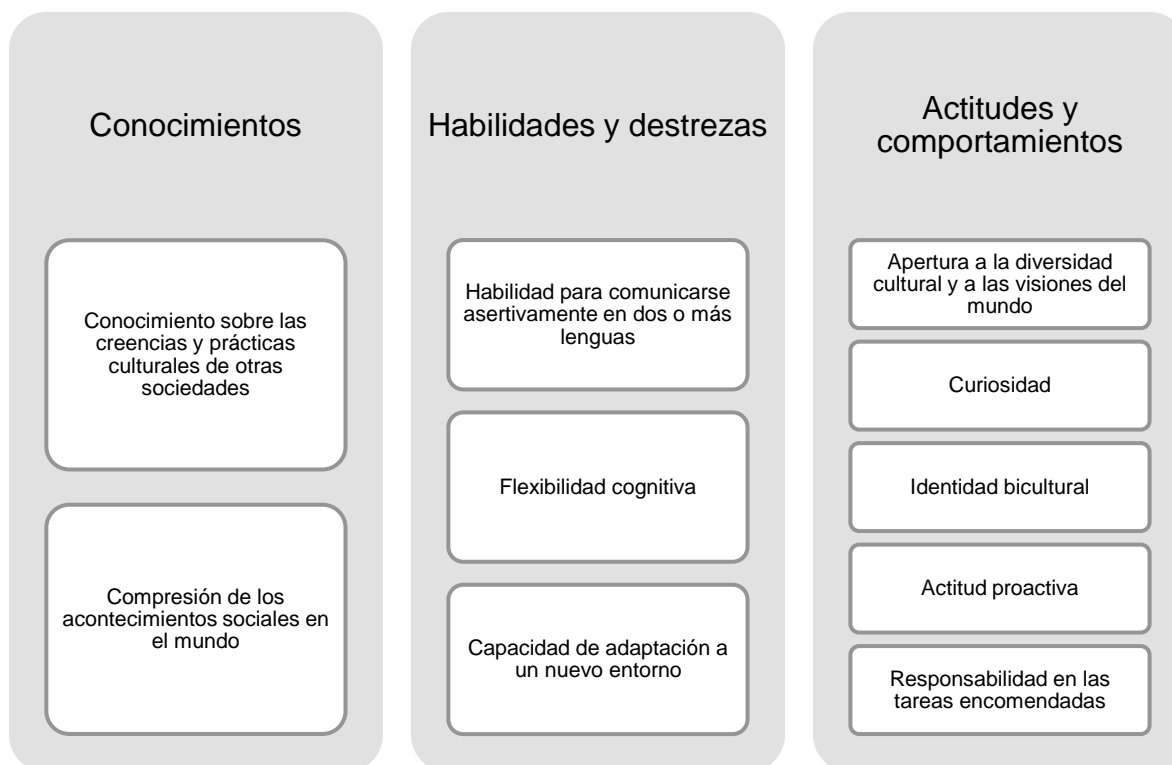 Conocimientos
Conocimiento sobre las
creencias y prácticas
culturales de otras
sociedades
Compresión de los
acontecimientos sociales en
el mundo
Habilidades y destrezas
Habilidad para comunicarse
asertivamente en dos o más
lenguas
Flexibilidad cognitiva
Capacidad de adaptación a
un nuevo entorno
Actitudes y
comportamientos
Apertura a la diversidad
cultural y a las visiones del
mundo
Curiosidad
Identidad bicultural
Actitud proactiva
Responsabilidad en las
tareas encomendadas